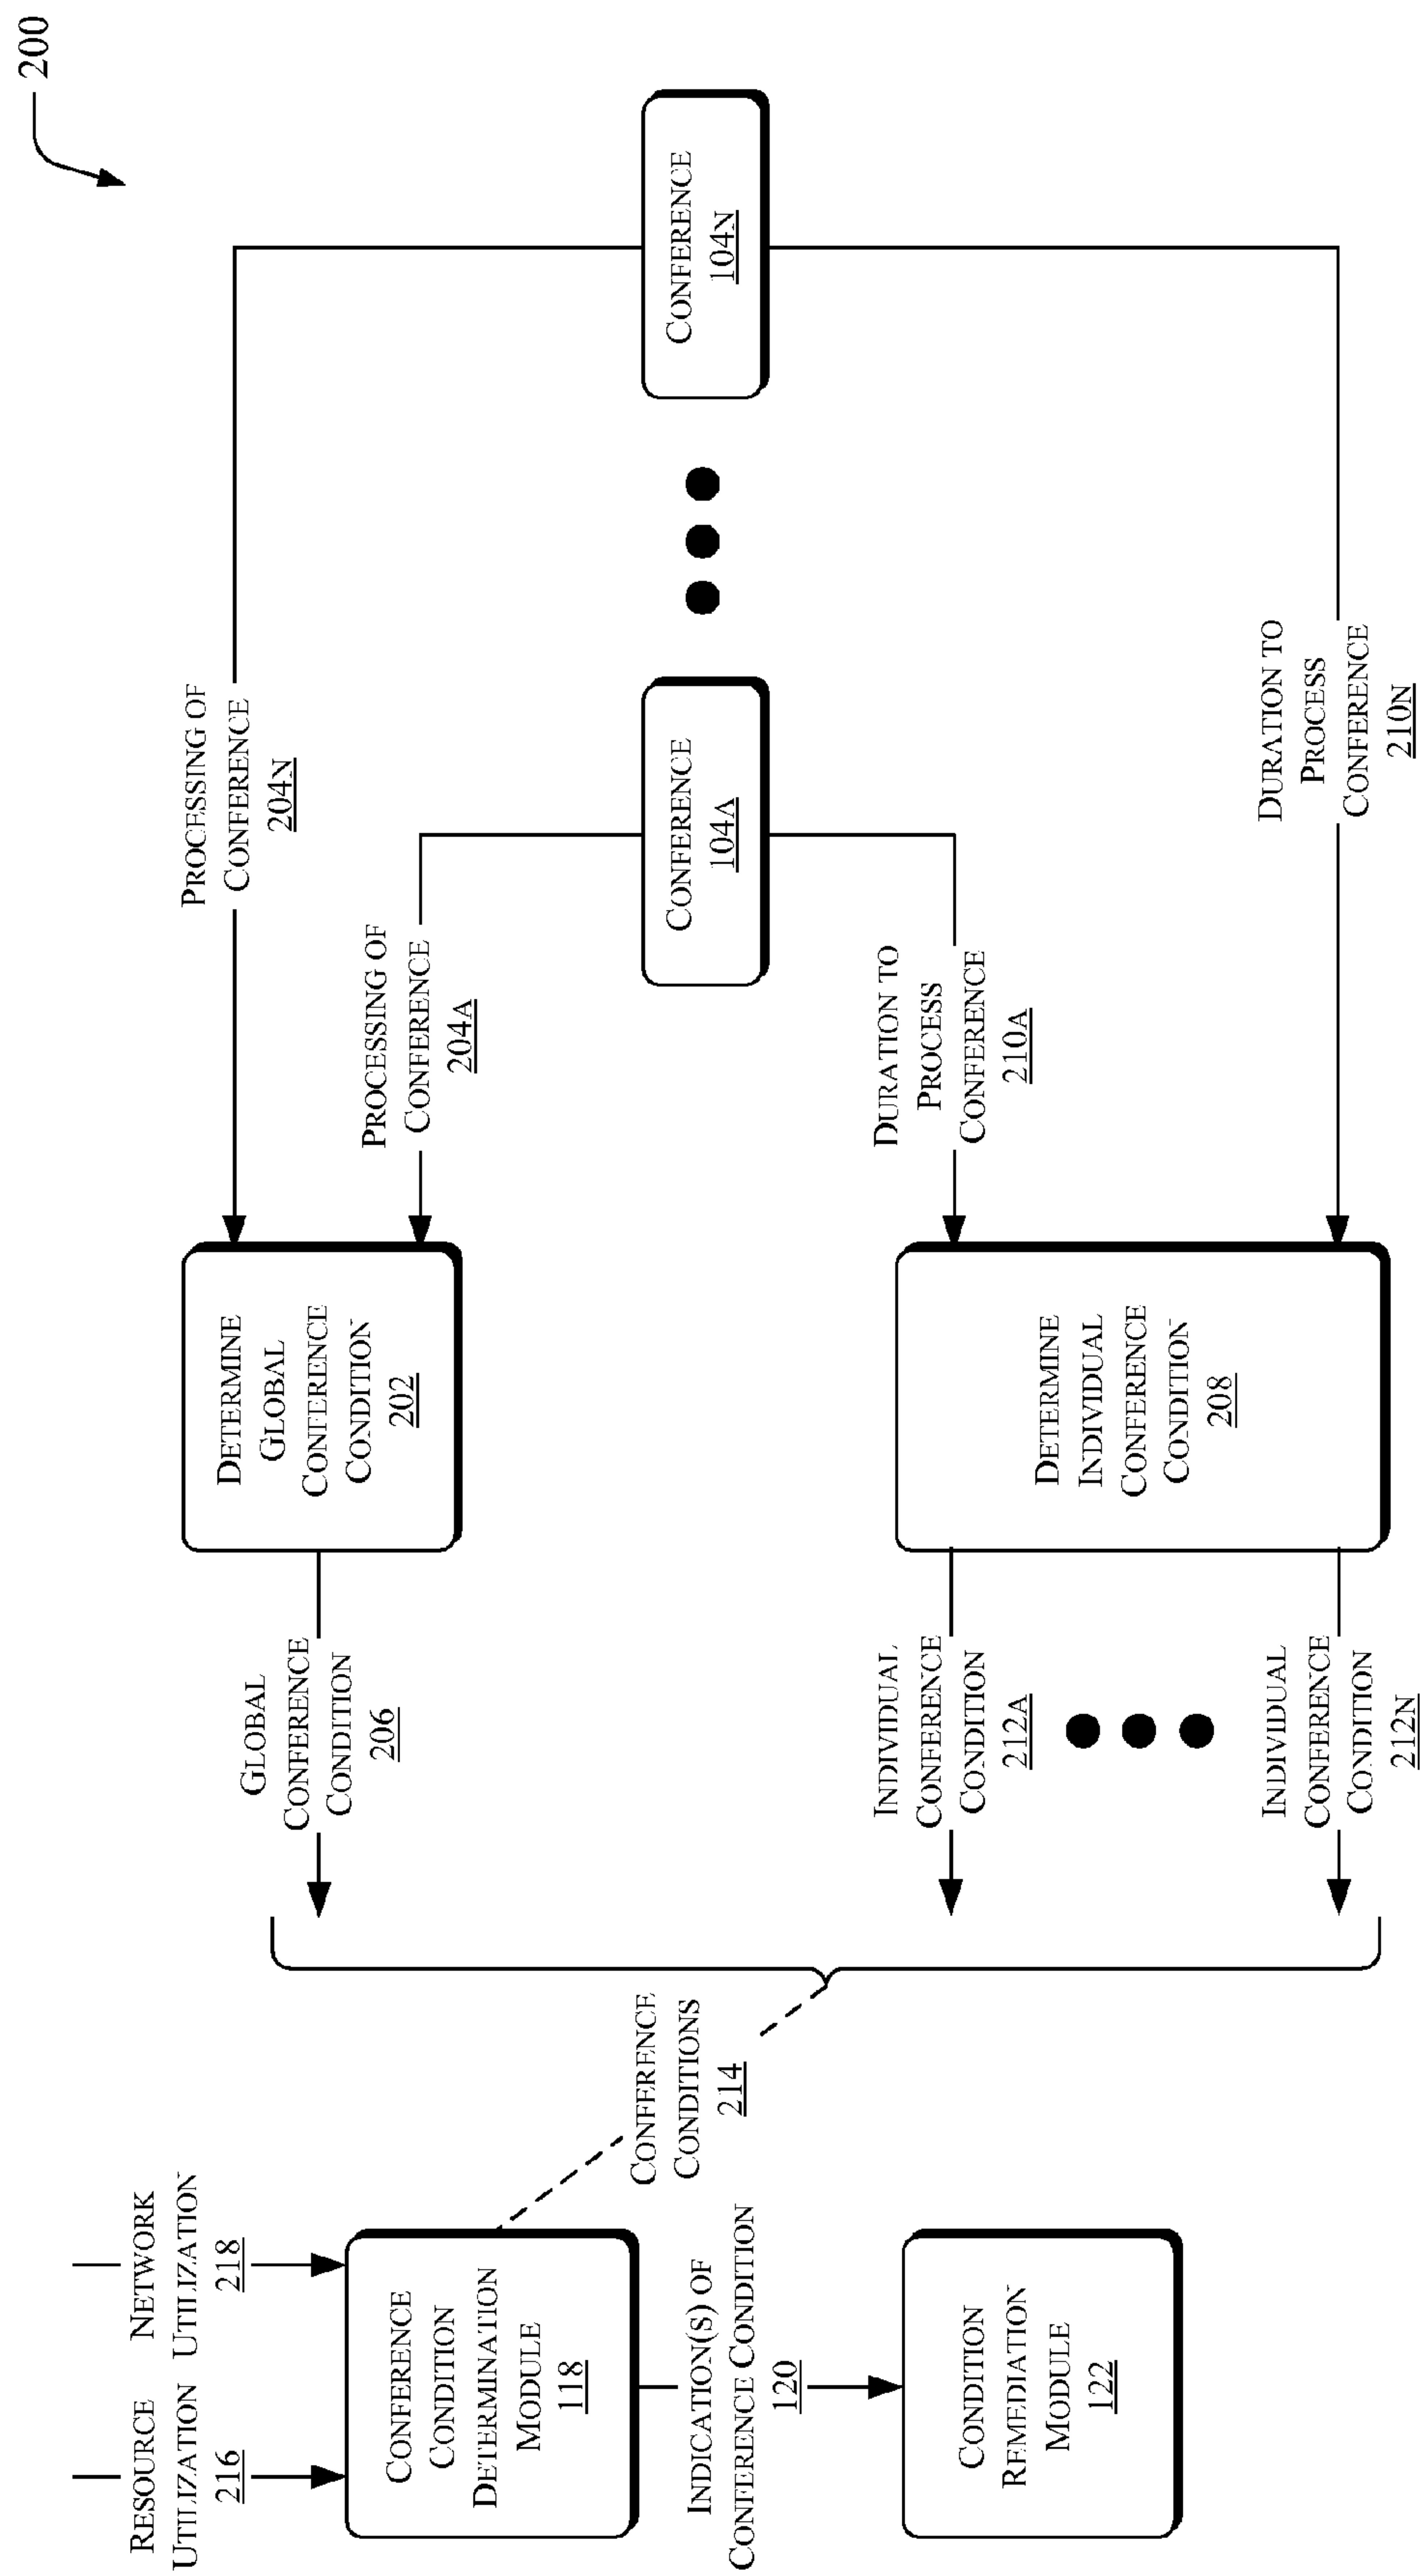 200
RESOURCE
UTILIZATION
216
NETWORK
UTILIZATION
218
CONFERENCE
CONDITION
DETERMINATION
MODULE
118
INDICATION(S) OF
CONFERENCE CONDITION
120
CONDITION
REMEDIATION
MODULE
122
CONFERENCE
CONDITIONS
214
GLOBAL
CONFERENCE
CONDITION
206
INDIVIDUAL
CONFERENCE
CONDITION
212A
INDIVIDUAL
CONFERENCE
CONDITION
212N
DETERMINE
GLOBAL
CONFERENCE
CONDITION
202
DETERMINE
INDIVIDUAL
CONFERENCE
CONDITION
208
PROCESSING OF
CONFERENCE
204N
PROCESSING OF
CONFERENCE
204A
DURATION TO
PROCESS
CONFERENCE
210A
DURATION TO
PROCESS
CONFERENCE
210N
CONFERENCE
104A
CONFERENCE
104N